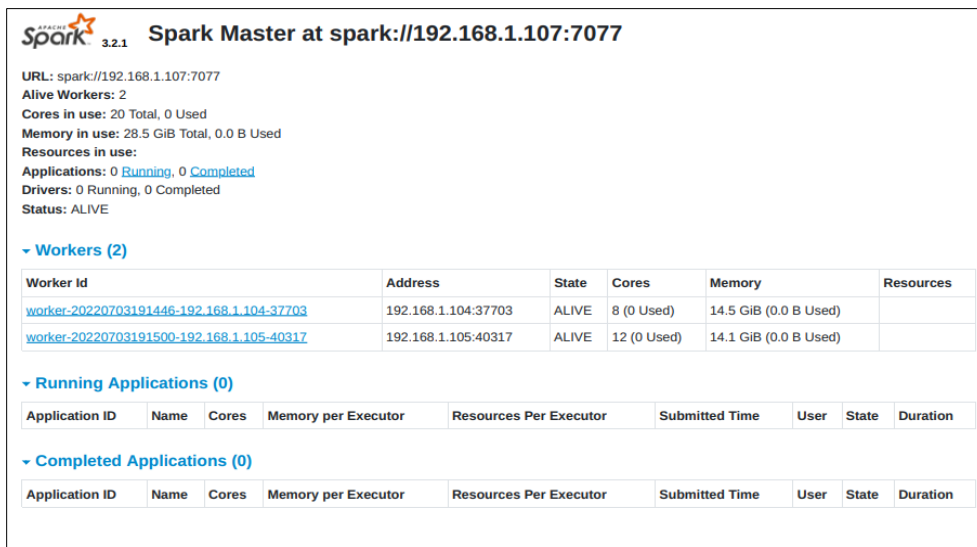 APACHE
Spark 3.2.1 Spark Master at spark://192.168.1.107:7077
URL: spark://192.168.1.107:7077
Alive Workers: 2
Cores in use: 20 Total, 0 Used
Memory in use: 28.5 GiB Total, 0.0 B Used
Resources in use:
Applications: 0 Running, 0 Completed
Drivers: 0 Running, 0 Completed
Status: ALIVE
Workers (2)
Worker Id Address State Cores Memory Resources
worker-20220703191446-192.168.1.104-37703 192.168.1.104:37703 ALIVE 8 (0 Used) 14.5 GiB (0.0 B Used)
worker-20220703191500-192.168.1.105-40317 192.168.1.105:40317 ALIVE 12 (0 Used) 14.1 GiB (0.0 B Used)
Running Applications (0)
Application ID Name Cores Memory per Executor Resources Per Executor Submitted Time User State Duration
Completed Applications (0)
Application ID Name Cores Memory per Executor Resources Per Executor Submitted Time User State Duration